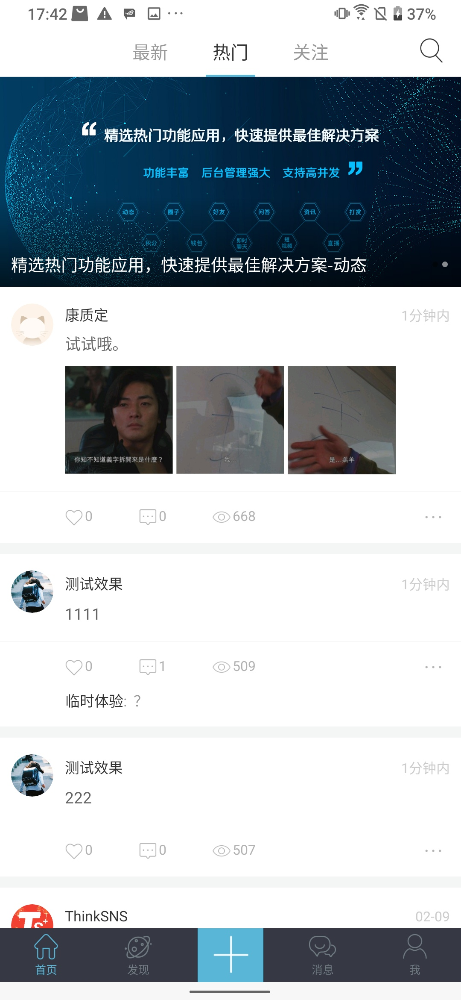 17:42
37%
最新 热门 关注
“ 精选热门功能应用，快速提供最佳解决方案
功能丰富 后台管理强大 支持高并发 ”
动态 圈子 好友 问答 资讯 打赏
积分 钱包 即时聊天 短视频 直播
精选热门功能应用，快速提供最佳解决方案-动态
康质定 1分钟内
试试哦。
你知不知道義字拆開來是什麼？
我...
是...羔羊
0 0 668
测试效果 1分钟内
1111
0 1 509
临时体验: ？
测试效果 1分钟内
222
0 0 507
ThinkSNS 02-09
TS+
首页 发现 消息 我